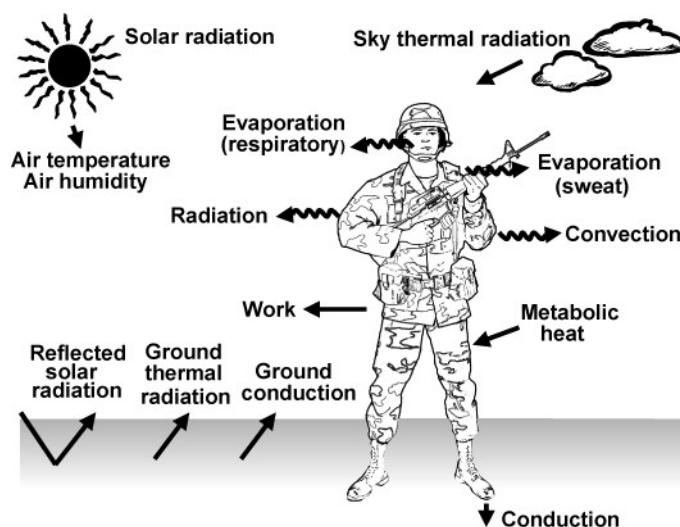 Solar radiation
Sky thermal radiation
Air temperature
Air humidity
Evaporation
(respiratory)
Evaporation
(sweat)
Radiation
Convection
Work
Metabolic
heat
Reflected
solar
radiation
Ground
thermal
radiation
Ground
conduction
Conduction